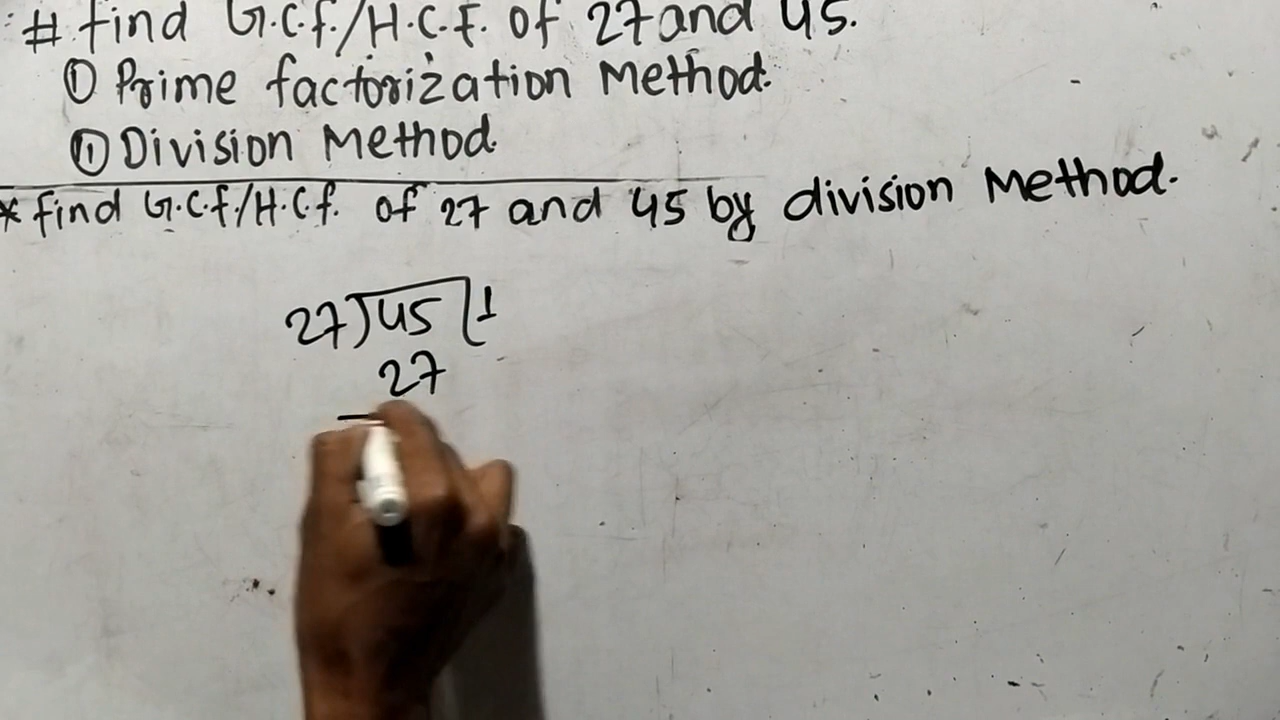 # find G.C.f./H.C.F. of 27 and 45.
① Prime factorization Method.
⑪ Division Method.
* find G.C.f./H.C.f. of 27 and 45 by division Method.
27)45(1
27